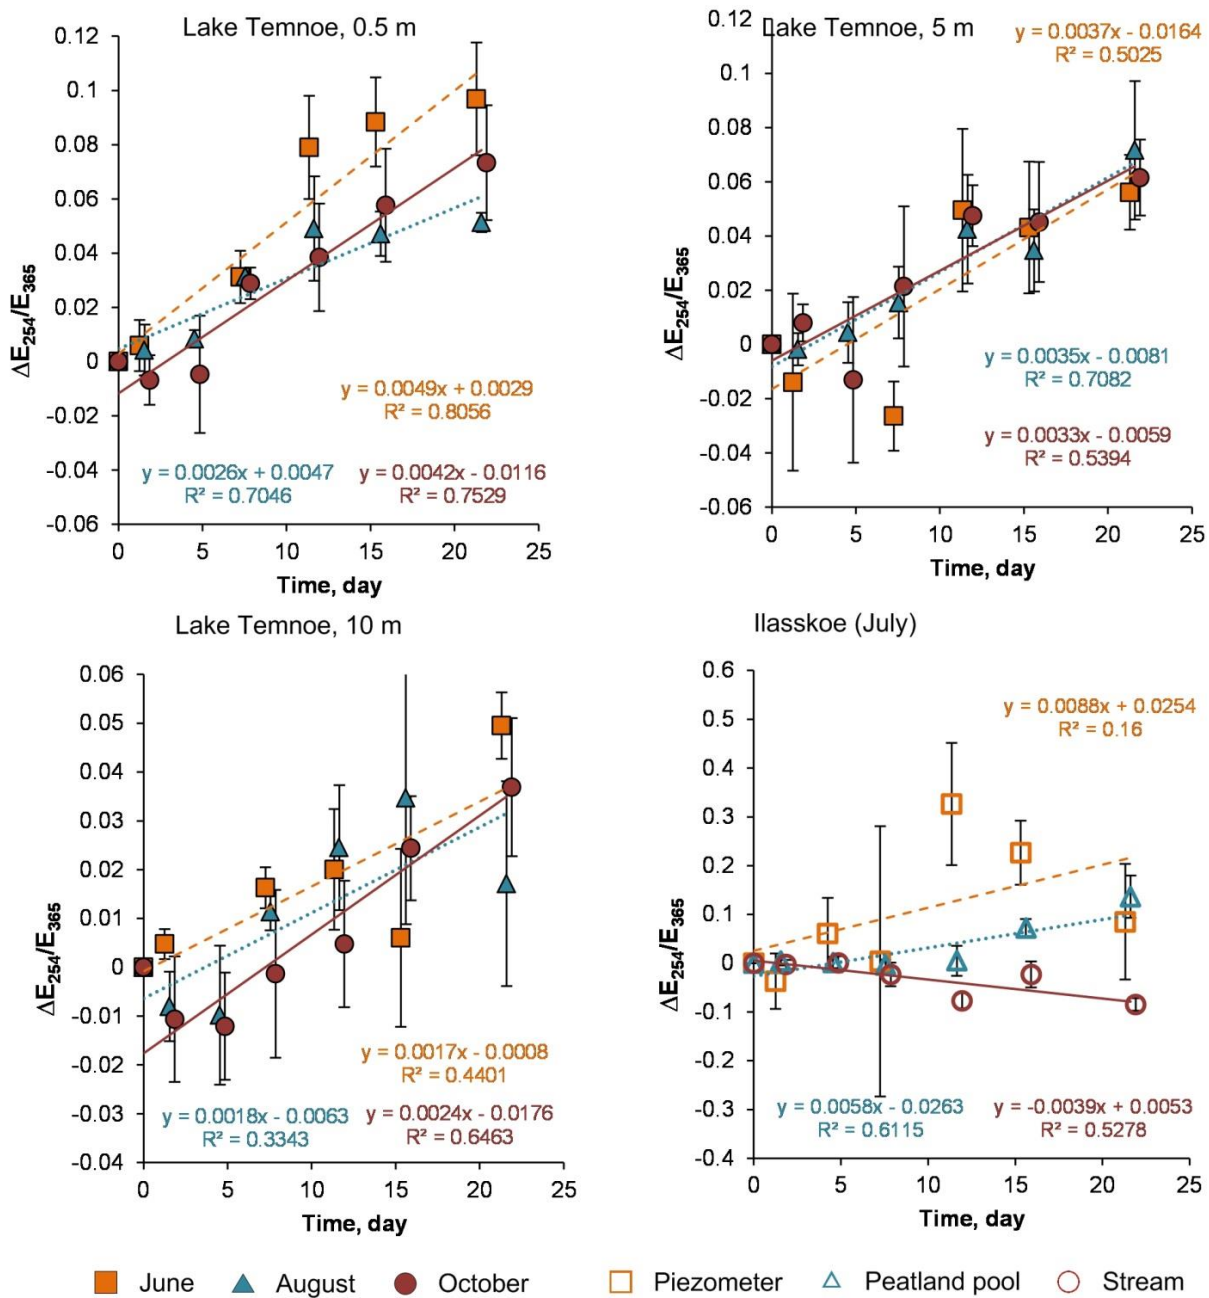 Lake Temnoe, 0.5 m
0.12
0.1
0.08
0.06
0.04
0.02
0
-0.02
-0.04
-0.06
ΔE254/E365
y = 0.0049x + 0.0029
R² = 0.8056
y = 0.0026x + 0.0047
R² = 0.7046
y = 0.0042x - 0.0116
R² = 0.7529
0 5 10 15 20 25
Time, day
Lake Temnoe, 5 m
0.12
0.1
0.08
0.06
0.04
0.02
0
-0.02
-0.04
-0.06
ΔE254/E365
y = 0.0037x - 0.0164
R² = 0.5025
y = 0.0035x - 0.0081
R² = 0.7082
y = 0.0033x - 0.0059
R² = 0.5394
0 5 10 15 20 25
Time, day
Lake Temnoe, 10 m
0.06
0.05
0.04
0.03
0.02
0.01
0
-0.01
-0.02
-0.03
-0.04
ΔE254/E365
y = 0.0017x - 0.0008
R² = 0.4401
y = 0.0018x - 0.0063
R² = 0.3343
y = 0.0024x - 0.0176
R² = 0.6463
0 5 10 15 20 25
Time, day
Ilasskoe (July)
0.6
0.5
0.4
0.3
0.2
0.1
0
-0.1
-0.2
-0.3
-0.4
ΔE254/E365
y = 0.0088x + 0.0254
R² = 0.16
y = 0.0058x - 0.0263
R² = 0.6115
y = -0.0039x + 0.0053
R² = 0.5278
0 5 10 15 20 25
Time, day
June August October Piezometer Peatland pool Stream